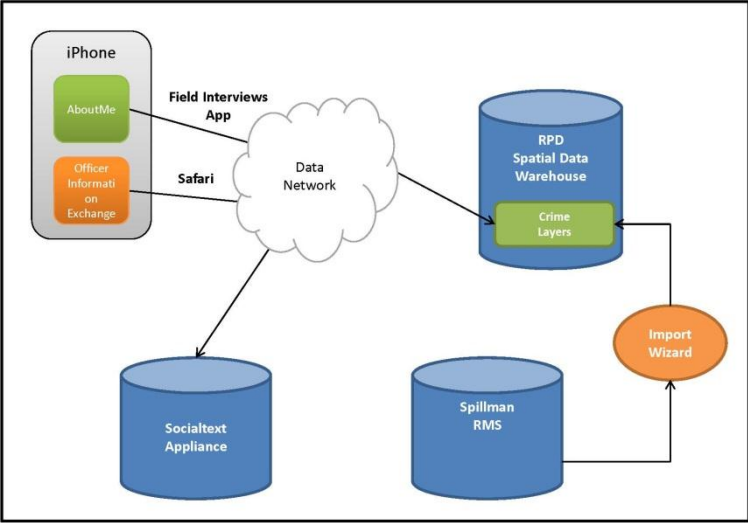 iPhone
AboutMe
Officer
Informati
on
Exchange
Field Interviews
App
Safari
Data
Network
RPD
Spatial Data
Warehouse
Crime
Layers
Import
Wizard
Socialtext
Appliance
Spillman
RMS